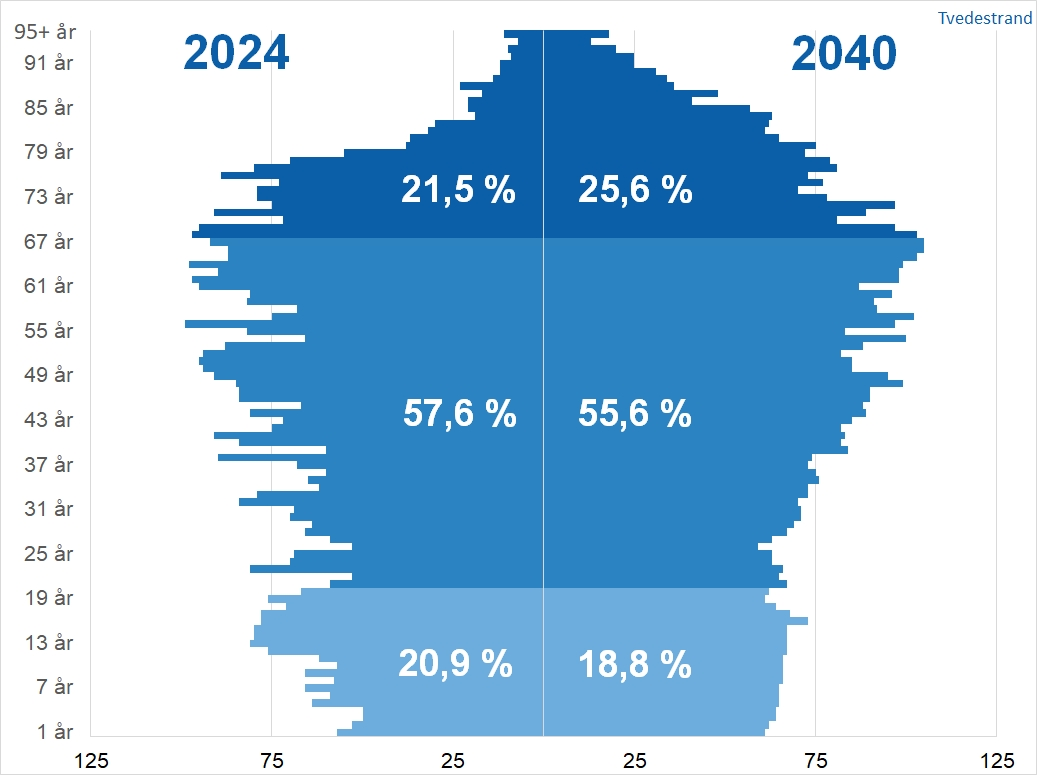 Tvedestrand
2024
2040
95+ år
91 år
85 år
79 år
73 år
67 år
61 år
55 år
49 år
43 år
37 år
31 år
25 år
19 år
13 år
7 år
1 år
21,5 %
25,6 %
57,6 %
55,6 %
20,9 %
18,8 %
125
75
25
25
75
125